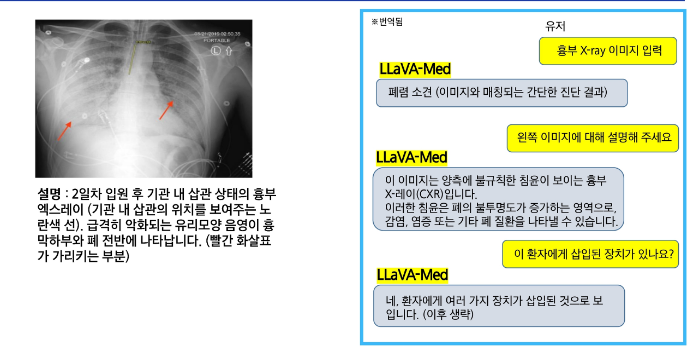 PORTABLE
설명 : 2일차 입원 후 기관 내 삽관 상태의 흉부
엑스레이 (기관 내 삽관의 위치를 보여주는 노
란색 선). 급격히 악화되는 유리모양 음영이 흉
막하부와 폐 전반에 나타납니다. (빨간 화살표
가 가리키는 부분)
※번역됨
유저
흉부 X-ray 이미지 입력
LLaVA-Med
폐렴 소견 (이미지와 매칭되는 간단한 진단 결과)
왼쪽 이미지에 대해 설명해 주세요
LLaVA-Med
이 이미지는 양측에 불규칙한 침윤이 보이는 흉부
X-레이(CXR)입니다.
이러한 침윤은 폐의 불투명도가 증가하는 영역으로,
감염, 염증 또는 기타 폐 질환을 나타낼 수 있습니다.
이 환자에게 삽입된 장치가 있나요?
LLaVA-Med
네, 환자에게 여러 가지 장치가 삽입된 것으로 보
입니다. (이후 생략)